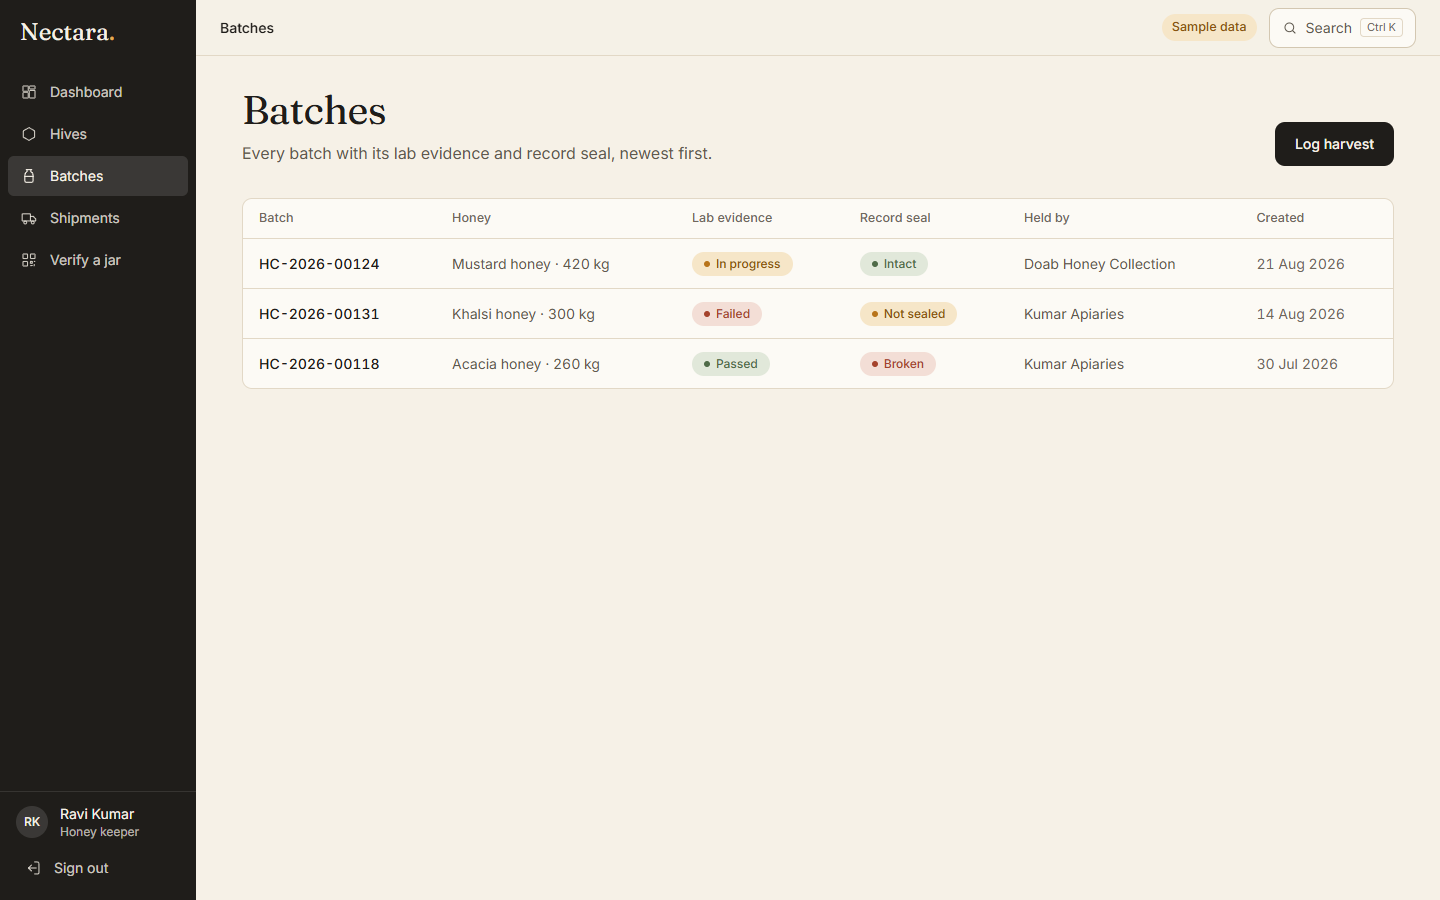 Nectara.
Dashboard
Hives
Batches
Shipments
Verify a jar
Ravi Kumar
RK
Honey keeper
Sign out
Batches
Sample data
Search Ctrl K
Batches
Every batch with its lab evidence and record seal, newest first.
Log harvest
Batch Honey Lab evidence Record seal Held by Created
HC-2026-00124 Mustard honey · 420 kg In progress Intact Doab Honey Collection 21 Aug 2026
HC-2026-00131 Khalsi honey · 300 kg Failed Not sealed Kumar Apiaries 14 Aug 2026
HC-2026-00118 Acacia honey · 260 kg Passed Broken Kumar Apiaries 30 Jul 2026